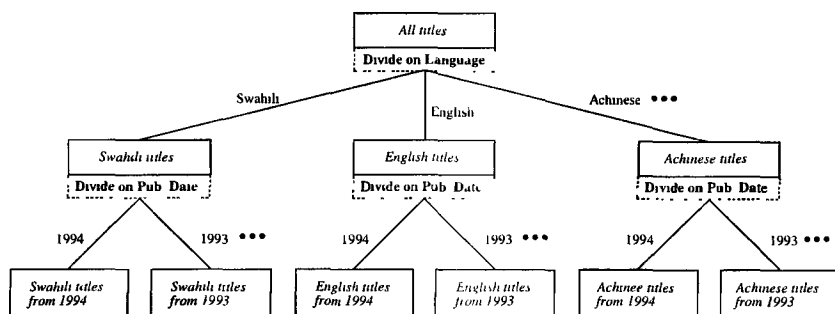 All titles
Divide on Language
Swahili
English
Achinese •••
Swahili titles
English titles
Achinese titles
Divide on Pub Date
Divide on Pub Date
Divide on Pub Date
1994
1993 •••
1994
1993 •••
1994
1993 •••
Swahili titles
from 1994
Swahili titles
from 1993
English titles
from 1994
English titles
from 1993
Achinee titles
from 1994
Achinese titles
from 1993